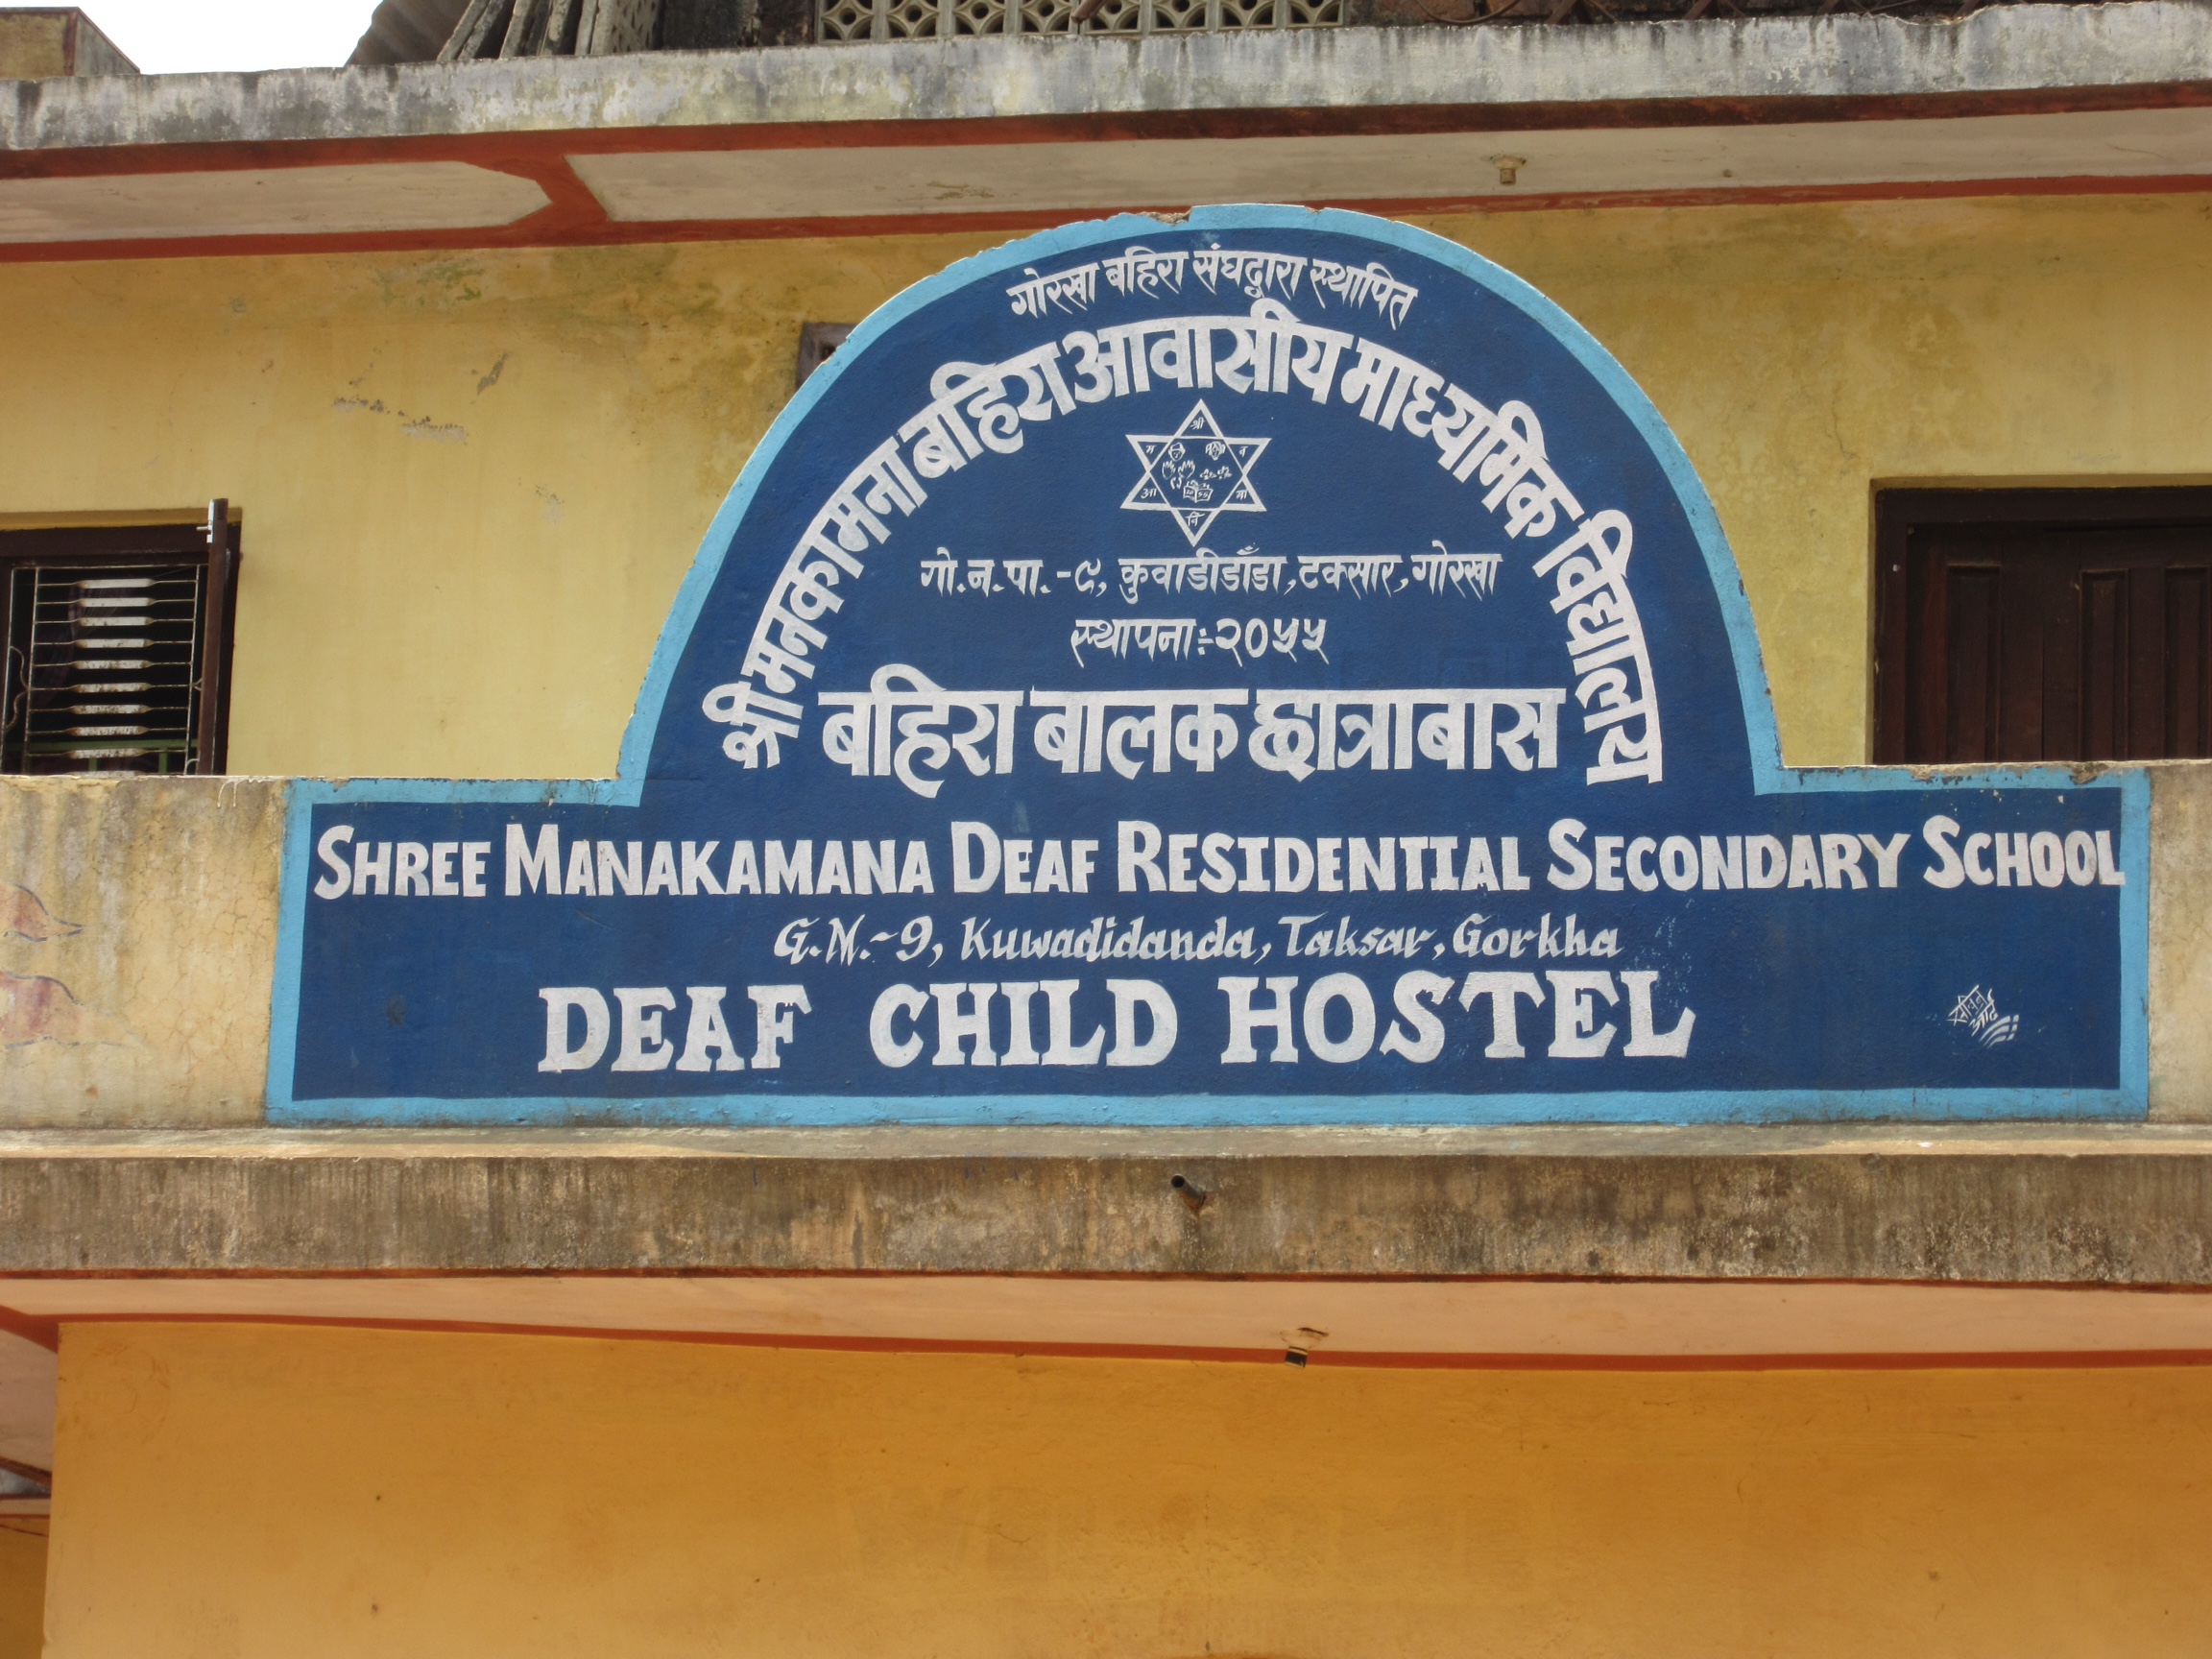 गोरखा बहिरा संघद्वारा स्थापित
श्री मनकामना बहिरा आवासीय माध्यमिक विद्यालय
श्री
म व
आ मा
नि
गो.न.पा.-९, कुवाडीडाँडा, टक्सार, गोरखा
स्थापना:-२०५५
बहिरा बालक छात्राबास
SHREE MANAKAMANA DEAF RESIDENTIAL SECONDARY SCHOOL
G.N.-9, Kuwadidanda, Taksar, Gorkha
DEAF CHILD HOSTEL